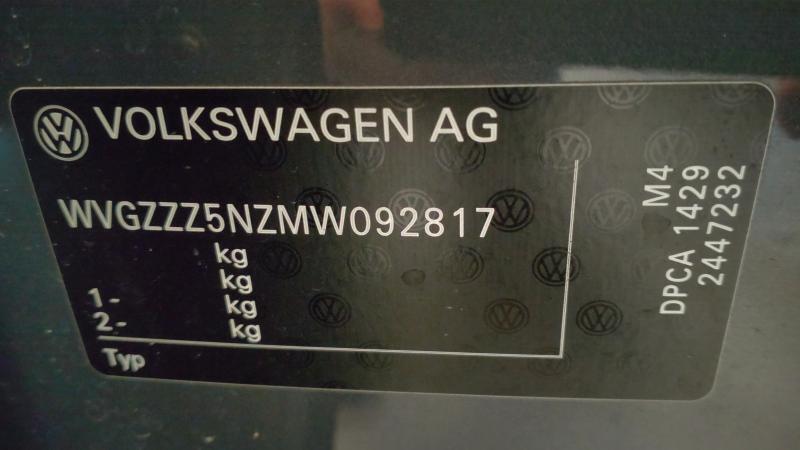 VOLKSWAGEN AG
WVGZZZ5NZMW092817
kg
kg
1- kg
2- kg
Typ
M4
DPCA 1429
2447232